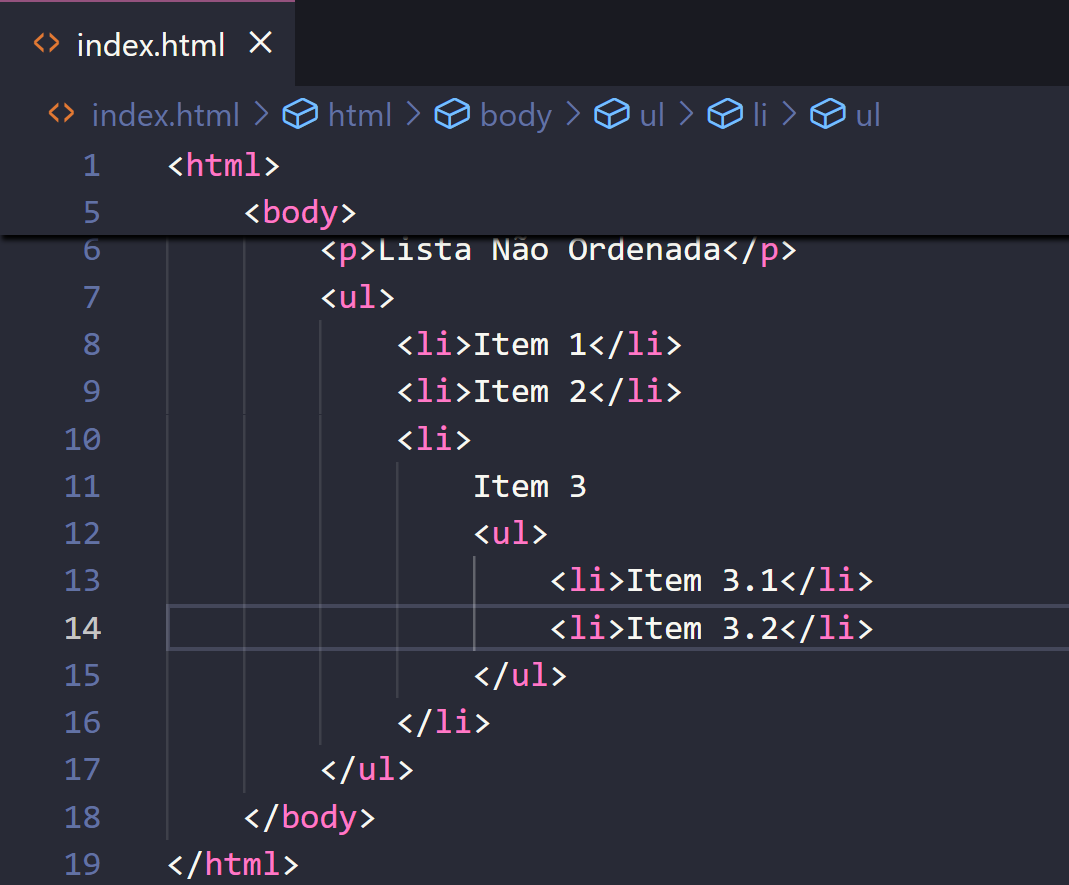 index.html
index.html > html > body > ul > li > ul
1 <html>
5     <body>
6         <p>Lista Não Ordenada</p>
7         <ul>
8             <li>Item 1</li>
9             <li>Item 2</li>
10             <li>
11                 Item 3
12                 <ul>
13                     <li>Item 3.1</li>
14                     <li>Item 3.2</li>
15                 </ul>
16             </li>
17         </ul>
18     </body>
19 </html>